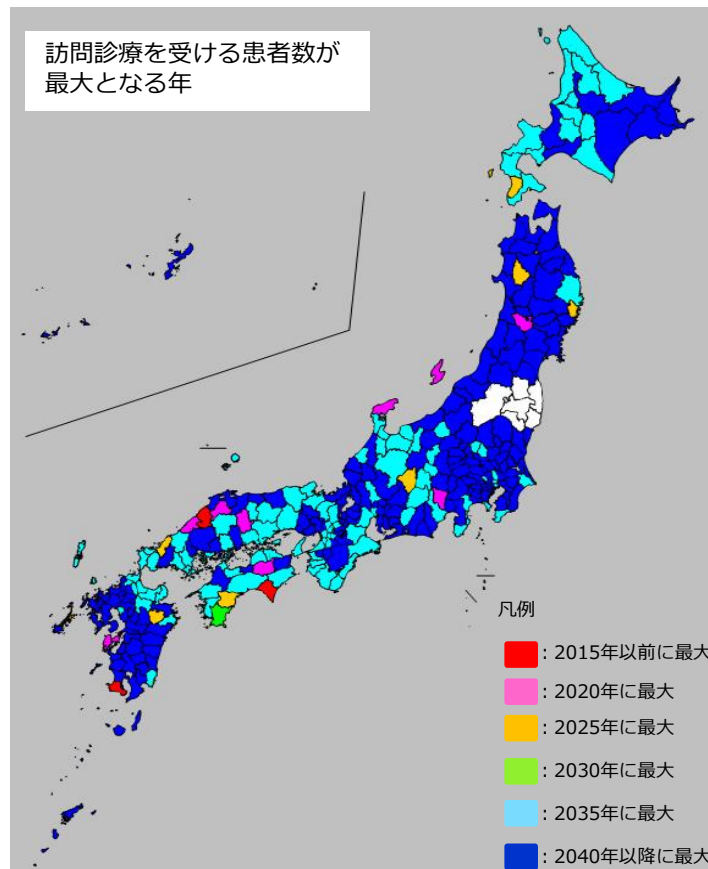 訪問診療を受ける患者数が
最大となる年
凡例
：2015年以前に最大
：2020年に最大
：2025年に最大
：2030年に最大
：2035年に最大
：2040年以降に最大